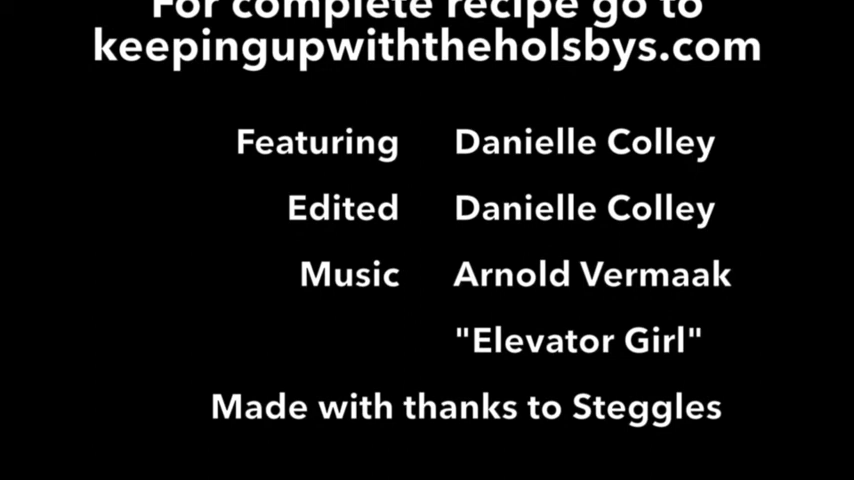 For complete recipe go to
keepingupwiththeholsbys.com
Featuring Danielle Colley
Edited Danielle Colley
Music Arnold Vermaak
"Elevator Girl"
Made with thanks to Steggles